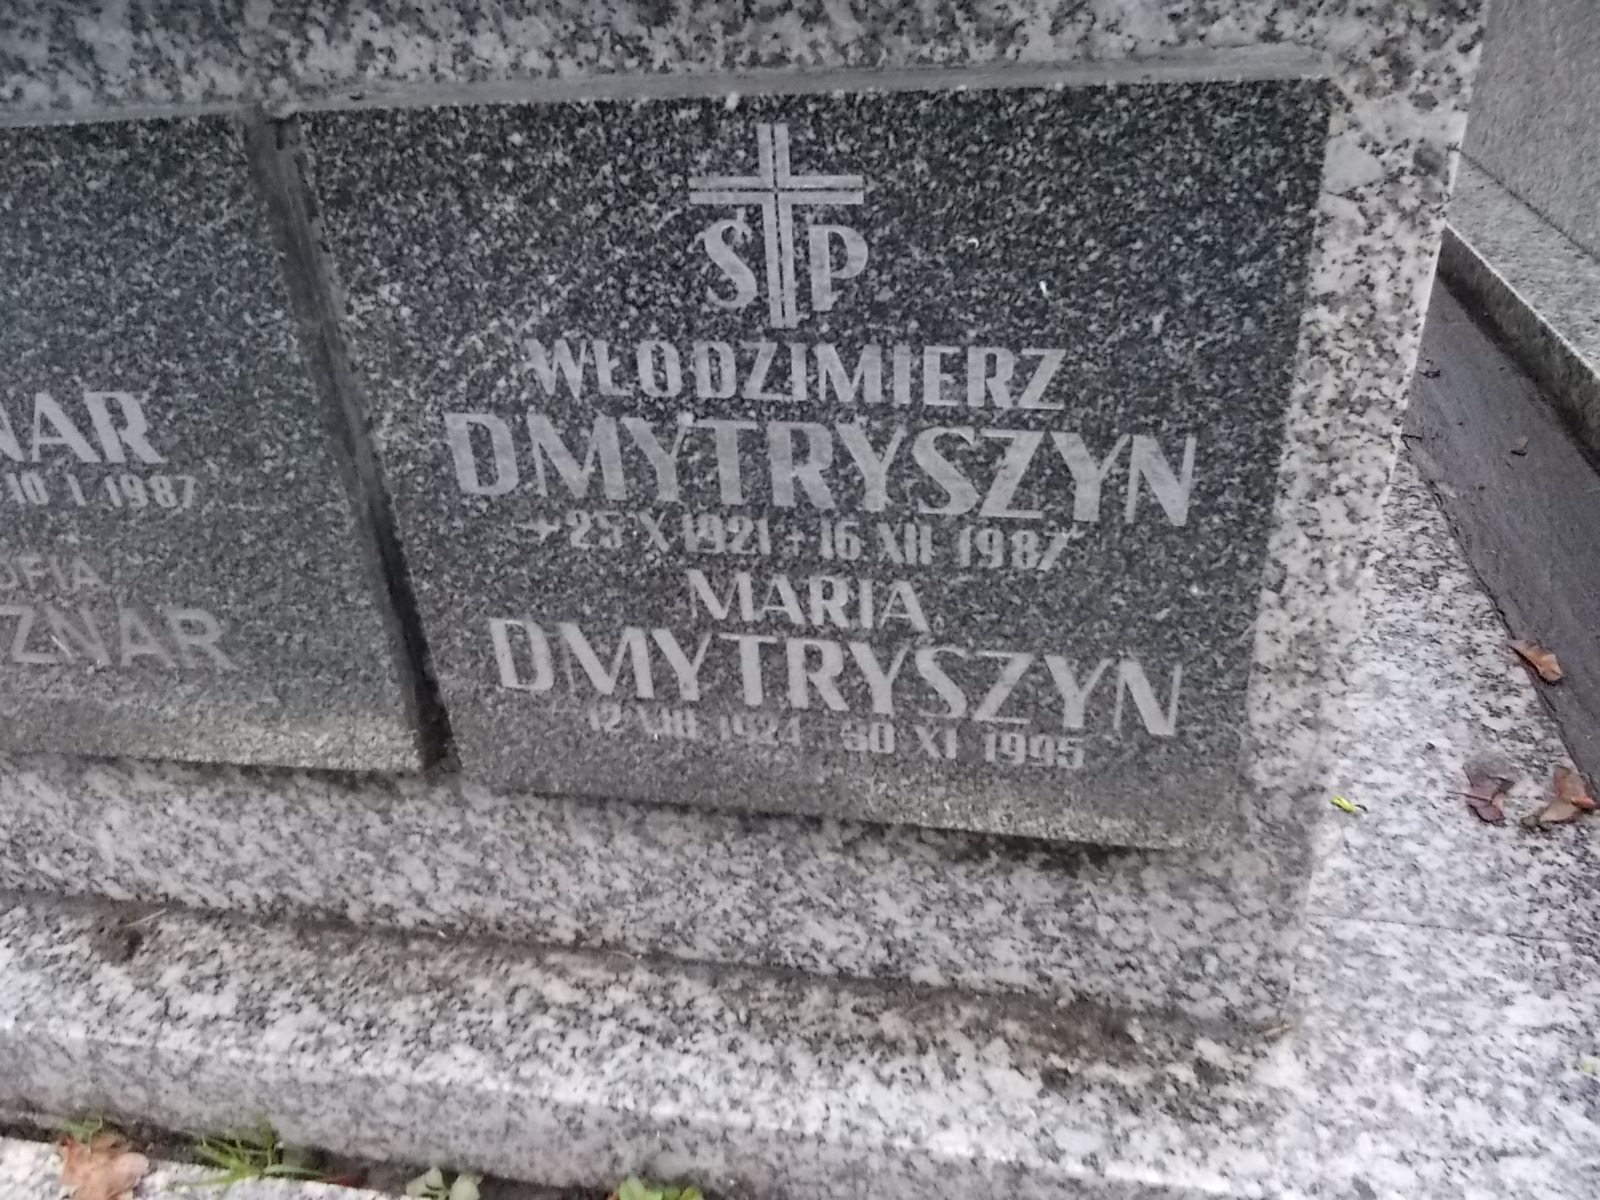 NAR
10 I 1987
OFIA
ZNAR
Ś P
WŁODZIMIERZ
DMYTRYSZYN
25 X 1921 + 16 XII 1987
MARIA
DMYTRYSZYN
12 VIII 1924 30 XI 1995